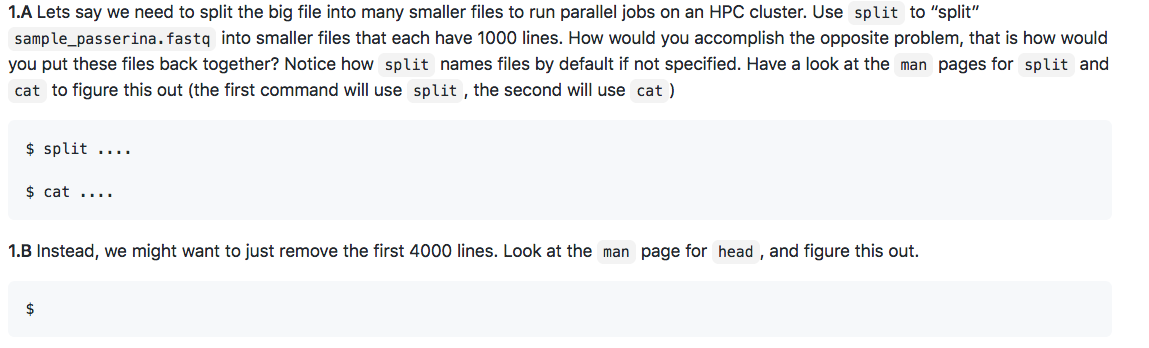 1.A Lets say we need to split the big file into many smaller files to run parallel jobs on an HPC cluster. Use split to “split”
sample_passerina.fastq into smaller files that each have 1000 lines. How would you accomplish the opposite problem, that is how would
you put these files back together? Notice how split names files by default if not specified. Have a look at the man pages for split and
cat to figure this out (the first command will use split , the second will use cat )
$ split ....
$ cat ....
1.B Instead, we might want to just remove the first 4000 lines. Look at the man page for head , and figure this out.
$